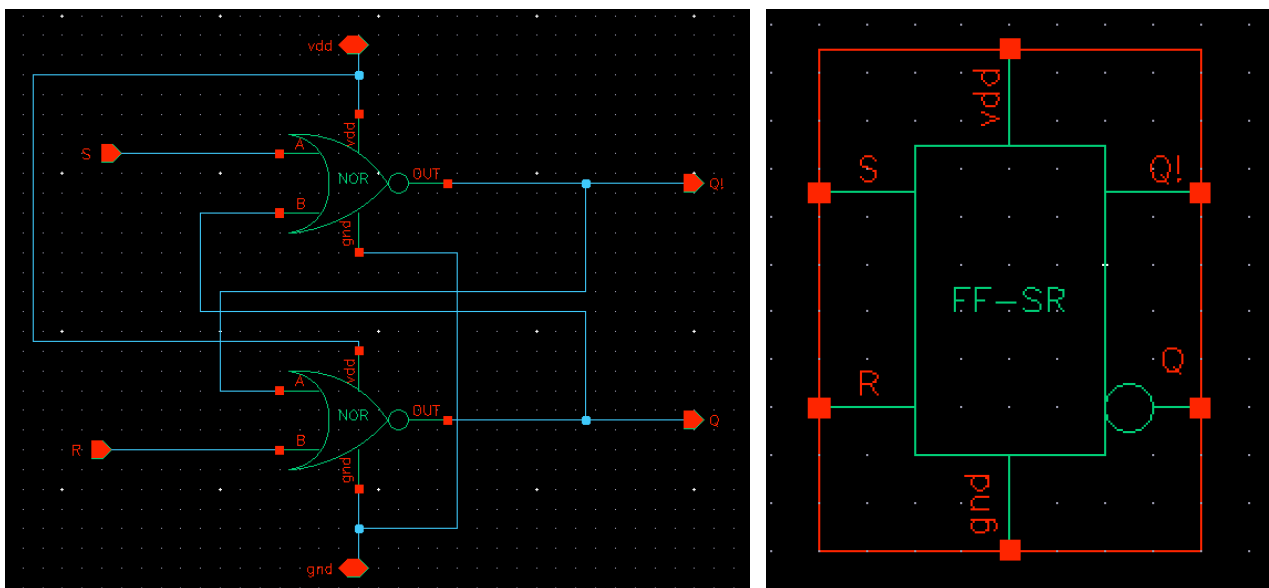 vdd
vdd
S
A
NOR
OUT
Q!
B
gnd
vdd
A
NOR
OUT
Q
R
B
gnd
gnd
vdd
S
Q!
FF-SR
R
Q
gnd